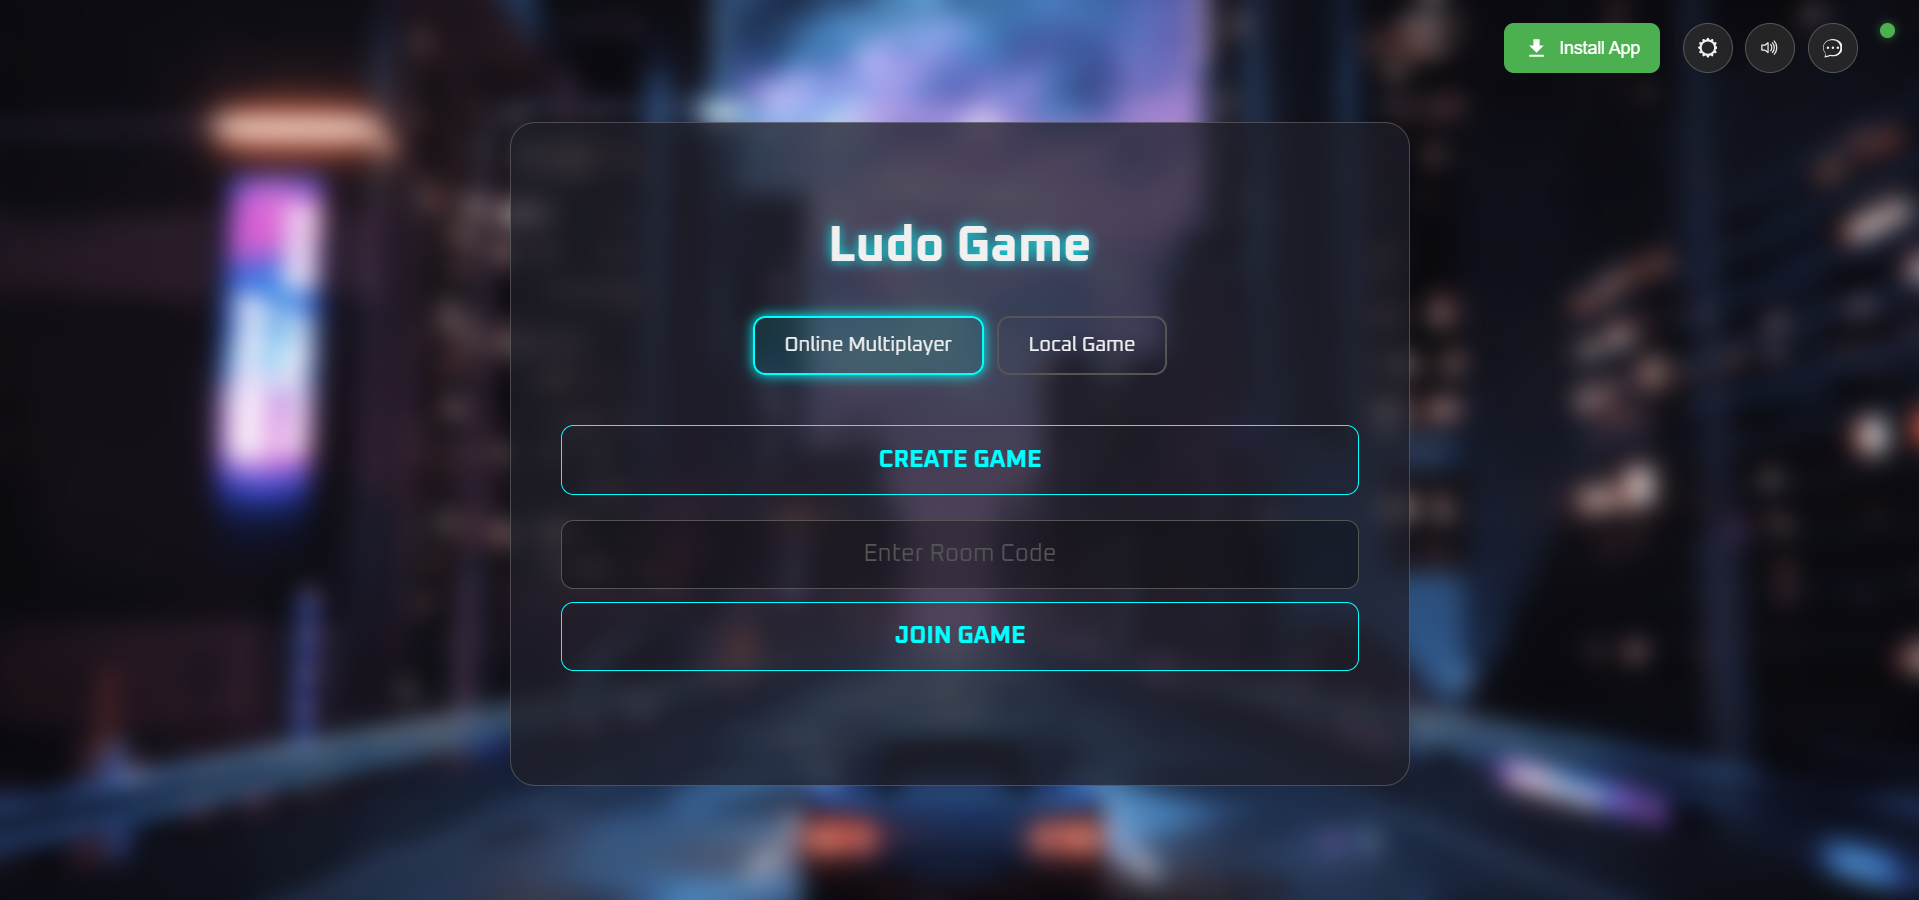 Install App
Ludo Game
Online Multiplayer
Local Game
CREATE GAME
Enter Room Code
JOIN GAME